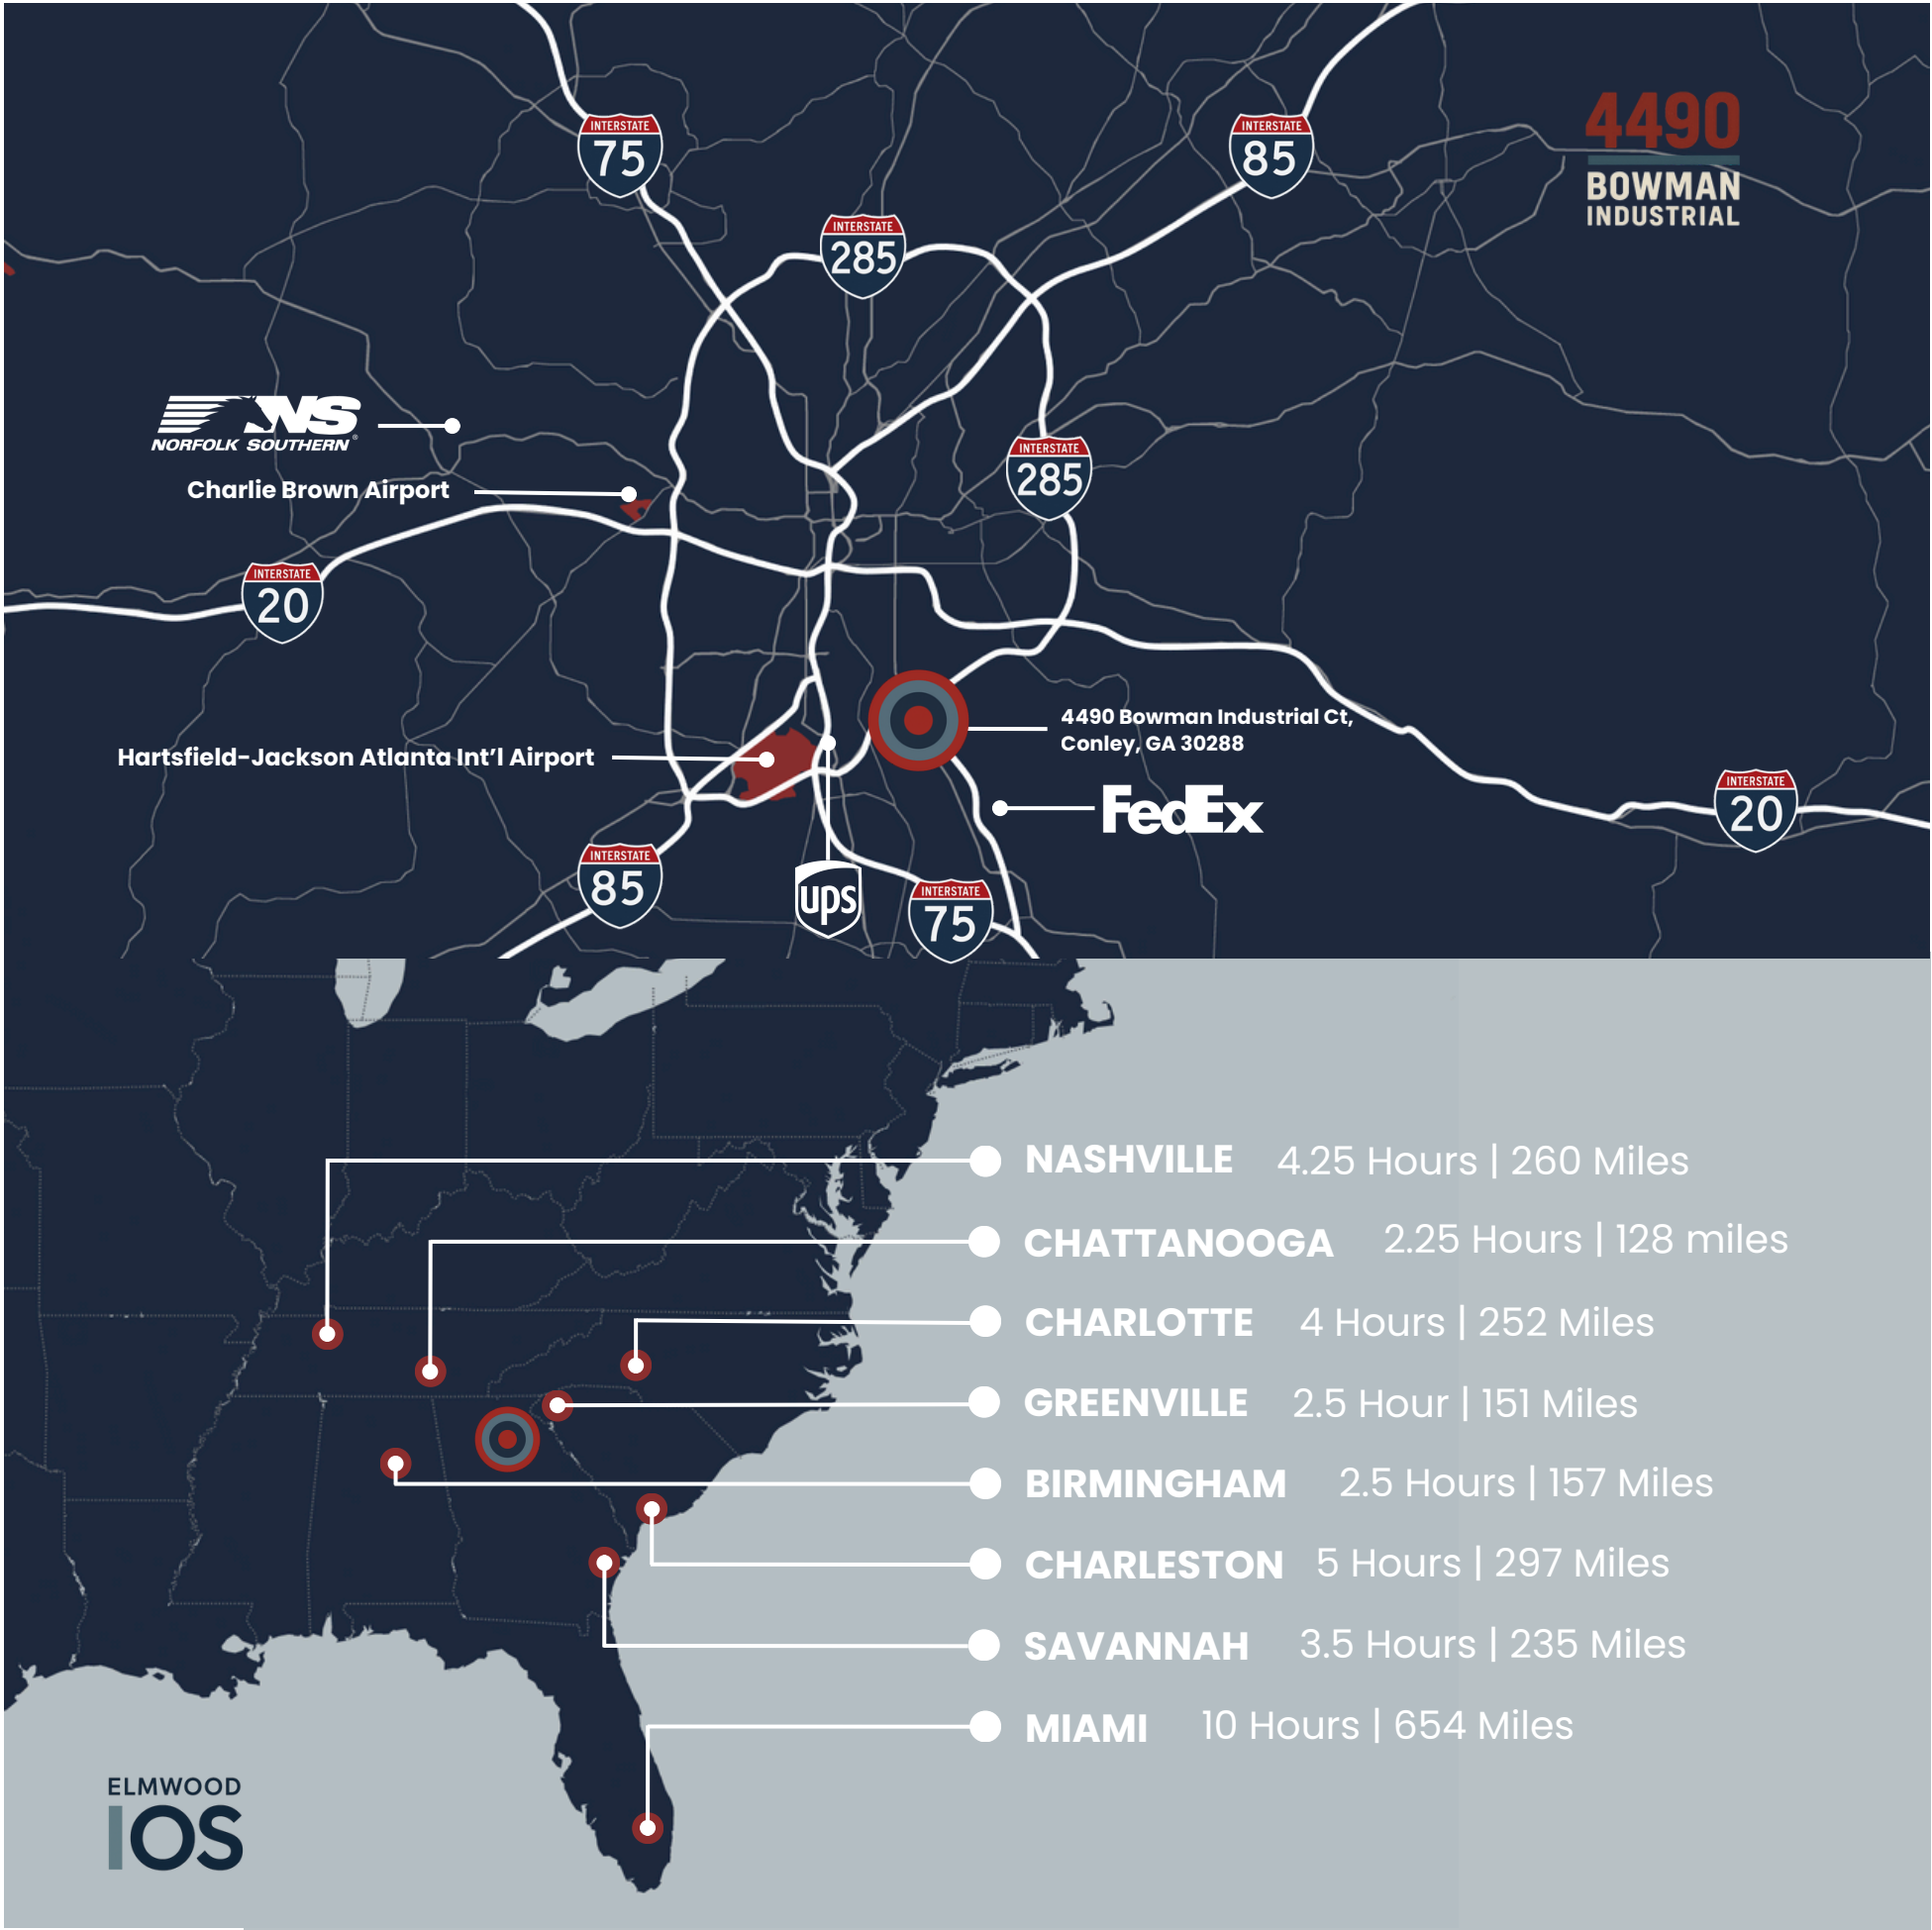 INTERSTATE
75
INTERSTATE
85
4490
BOWMAN
INDUSTRIAL
INTERSTATE
285
NS
NORFOLK SOUTHERN®
INTERSTATE
285
Charlie Brown Airport
INTERSTATE
20
4490 Bowman Industrial Ct,
Conley, GA 30288
Hartsfield-Jackson Atlanta Int'l Airport
FedEx
INTERSTATE
20
INTERSTATE
85
ups
INTERSTATE
75
NASHVILLE 4.25 Hours | 260 Miles
CHATTANOOGA 2.25 Hours | 128 miles
CHARLOTTE 4 Hours | 252 Miles
GREENVILLE 2.5 Hour | 151 Miles
BIRMINGHAM 2.5 Hours | 157 Miles
CHARLESTON 5 Hours | 297 Miles
SAVANNAH 3.5 Hours | 235 Miles
MIAMI 10 Hours | 654 Miles
ELMWOOD
IOS